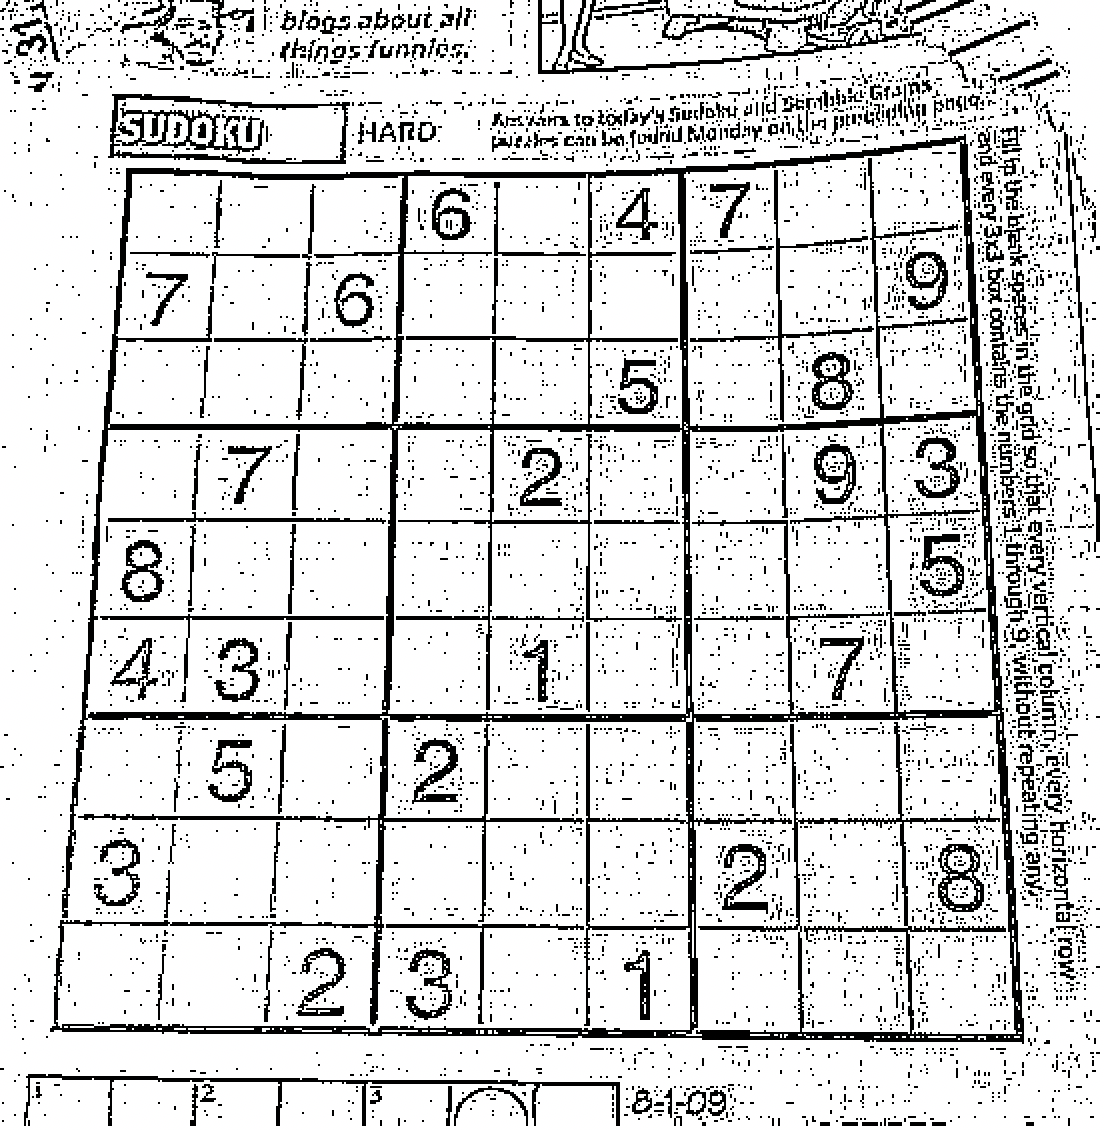 31
blogs about all
things funnies.
SUDOKU HARD
Answers to today's Sudoku and Scribble Grams
puzzles can be found Monday on the preceding page.
Fill in the blank spaces in the grid so that every vertical column, every horizontal row
and every 3x3 box contains the numbers 1 through 9, without repeating any.
6 4 7
7 6 9
5 8
7 2 9 3
8 5
4 3 1 7
5 2
3 2 8
2 3 1
1 2 3
8-1-09